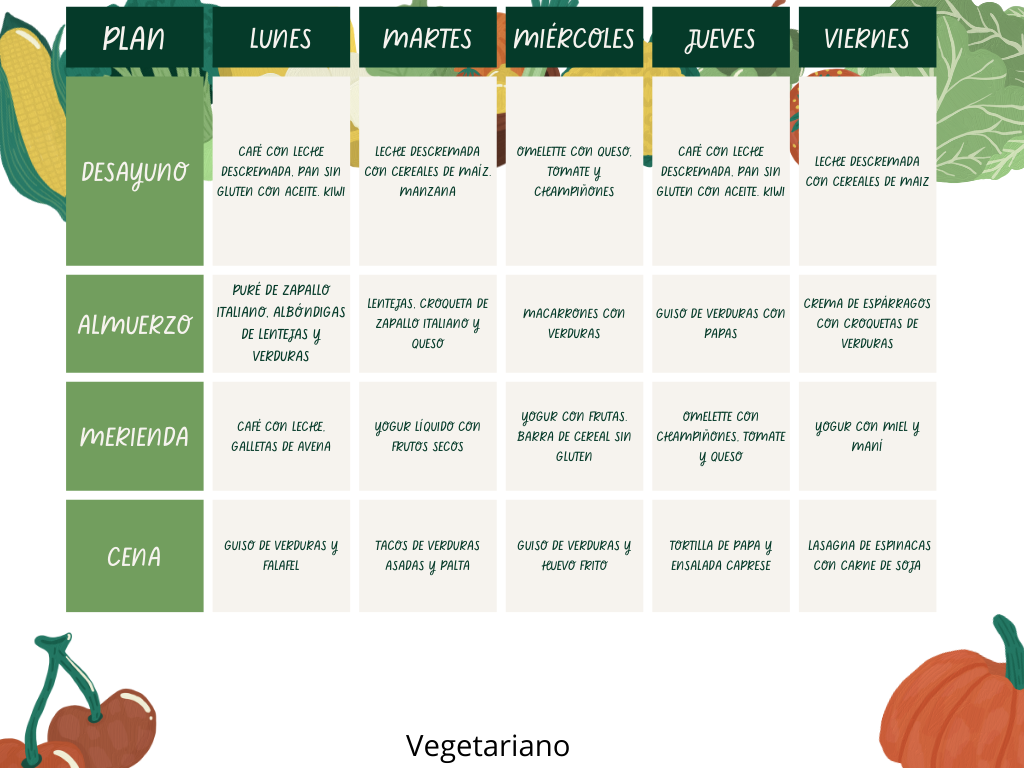 PLAN
LUNES
MARTES
MIÉRCOLES
JUEVES
VIERNES
DESAYUNO
CAFÉ CON LECHE
DESCREMADA, PAN SIN
GLUTEN CON ACEITE. KIWI
LECHE DESCREMADA
CON CEREALES DE MAÍZ.
MANZANA
OMELETTE CON QUESO,
TOMATE Y
CHAMPIÑONES
CAFÉ CON LECHE
DESCREMADA, PAN SIN
GLUTEN CON ACEITE. KIWI
LECHE DESCREMADA
CON CEREALES DE MAIZ
ALMUERZO
PURÉ DE ZAPALLO
ITALIANO, ALBÓNDIGAS
DE LENTEJAS Y
VERDURAS
LENTEJAS, CROQUETA DE
ZAPALLO ITALIANO Y
QUESO
MACARRONES CON
VERDURAS
GUISO DE VERDURAS CON
PAPAS
CREMA DE ESPÁRRAGOS
CON CROQUETAS DE
VERDURAS
MERIENDA
CAFÉ CON LECHE,
GALLETAS DE AVENA
YOGUR LÍQUIDO CON
FRUTOS SECOS
YOGUR CON FRUTAS.
BARRA DE CEREAL SIN
GLUTEN
OMELETTE CON
CHAMPIÑONES, TOMATE
Y QUESO
YOGUR CON MIEL Y
MANÍ
CENA
GUISO DE VERDURAS Y
FALAFEL
TACOS DE VERDURAS
ASADAS Y PALTA
GUISO DE VERDURAS Y
HUEVO FRITO
TORTILLA DE PAPA Y
ENSALADA CAPRESE
LASAGNA DE ESPINACAS
CON CARNE DE SOJA
Vegetariano